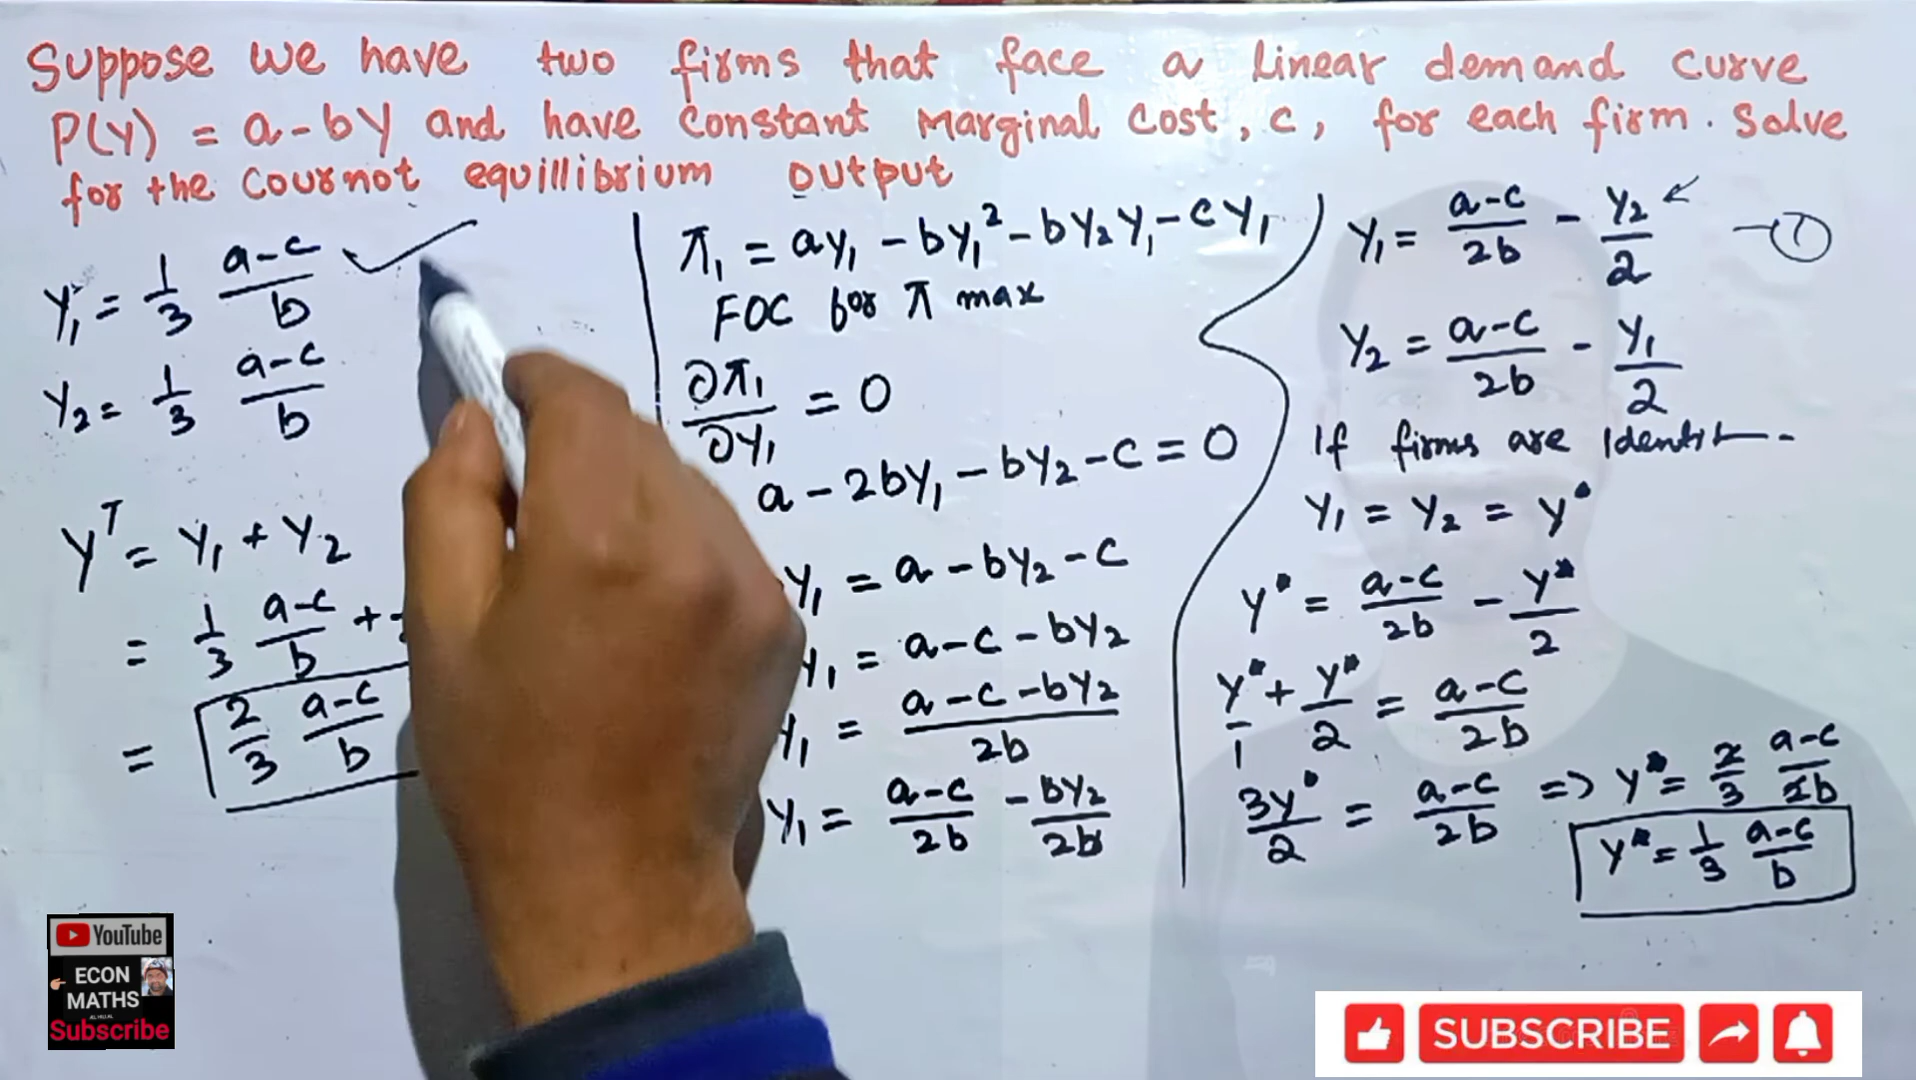 Suppose we have two firms that face a linear demand curve
P(Y) = a-bY and have constant Marginal cost, c, for each firm. Solve
for the cournot equillibrium output
Y₁ = 1/3 a-c/b ✓
Y₂ = 1/3 a-c/b
Yᵀ = Y₁ + Y₂
= 1/3 a-c/b +
= 2/3 a-c/b
π₁ = aY₁ - bY₁² - bY₂Y₁ - cY₁
FOC for π max
∂π₁/∂Y₁ = 0
a - 2bY₁ - bY₂ - c = 0
Y₁ = a - bY₂ - c
Y₁ = a-c - bY₂
Y₁ = a-c-bY₂/2b
Y₁ = a-c/2b - bY₂/2b
Y₁ = a-c/2b - Y₂/2 ← —①
Y₂ = a-c/2b - Y₁/2
If firms are
Y₁ = Y₂ = Y*
Y* = a-c/2b - Y*/2
Y*/1 + Y*/2 = a-c/2b
3Y*/2 = a-c/2b => Y* = 2/3 a-c/2b
Y* = 1/3 a-c/b
YouTube
ECON
MATHS
Subscribe
SUBSCRIBE